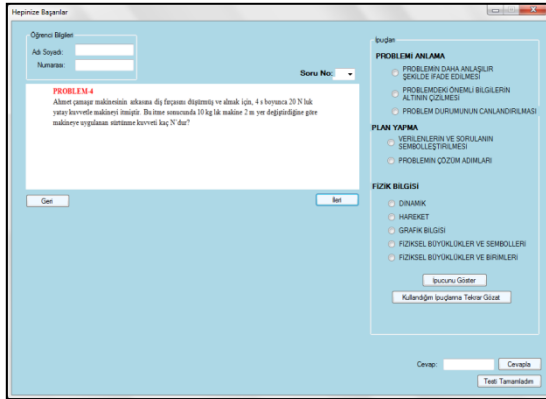 Hepinize Başarılar
Öğrenci Bilgileri
Adı Soyadı:
Numarası:
Soru No:
PROBLEM-4
Ahmet çamaşır makinesinin arkasına diş fırçasını düşürmüş ve almak için, 4 s boyunca 20 N luk
yatay kuvvetle makineyi itmiştir. Bu itme sonucunda 10 kg lık makine 2 m yer değiştirdiğine göre
makineye uygulanan sürtünme kuvveti kaç N'dur?
Geri
İleri
İpuçları
PROBLEMİ ANLAMA
PROBLEMİN DAHA ANLAŞILIR
ŞEKİLDE İFADE EDİLMESİ
PROBLEMDEKİ ÖNEMLİ BİLGİLERİN
ALTININ ÇİZİLMESİ
PROBLEM DURUMUNUN CANLANDIRILMASI
PLAN YAPMA
VERİLENLERİN VE SORULANIN
SEMBOLLEŞTİRİLMESİ
PROBLEMİN ÇÖZÜM ADIMLARI
FİZİK BİLGİSİ
DİNAMİK
HAREKET
GRAFİK BİLGİSİ
FİZİKSEL BÜYÜKLÜKLER VE SEMBOLLERİ
FİZİKSEL BÜYÜKLÜKLER VE BİRİMLERİ
İpucunu Göster
Kullandığım İpuçlarına Tekrar Gözat
Cevap:
Cevapla
Testi Tamamladım